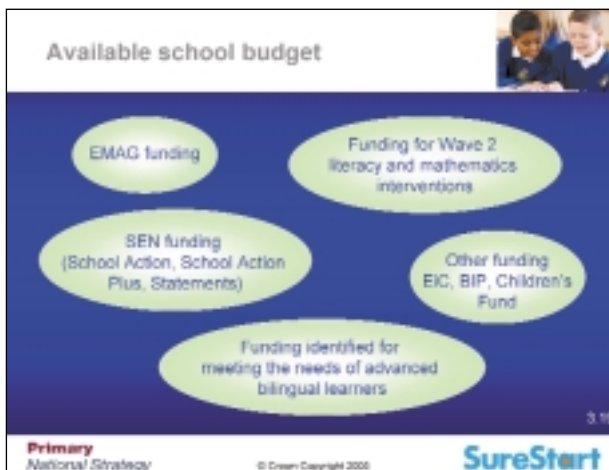 Available school budget
EMAG funding
Funding for Wave 2
literacy and mathematics
interventions
SEN funding
(School Action, School Action
Plus, Statements)
Other funding
EiC, BIP, Children's
Fund
Funding identified for
meeting the needs of advanced
bilingual learners
Primary
National Strategy
© Crown Copyright
SureStart